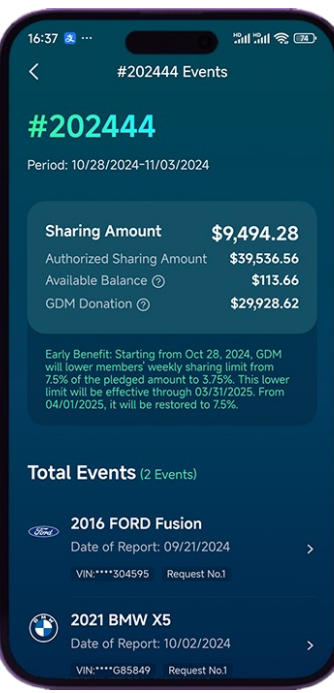 16:37 ... 74
#202444 Events
#202444
Period: 10/28/2024-11/03/2024
Sharing Amount $9,494.28
Authorized Sharing Amount $39,536.56
Available Balance ? $113.66
GDM Donation ? $29,928.62
Early Benefit: Starting from Oct 28, 2024, GDM
will lower members' weekly sharing limit from
7.5% of the pledged amount to 3.75%. This lower
limit will be effective through 03/31/2025. From
04/01/2025, it will be restored to 7.5%.
Total Events (2 Events)
Ford
2016 FORD Fusion
Date of Report: 09/21/2024
VIN:****304595 Request No.1
BMW
2021 BMW X5
Date of Report: 10/02/2024
VIN:****G85849 Request No.1